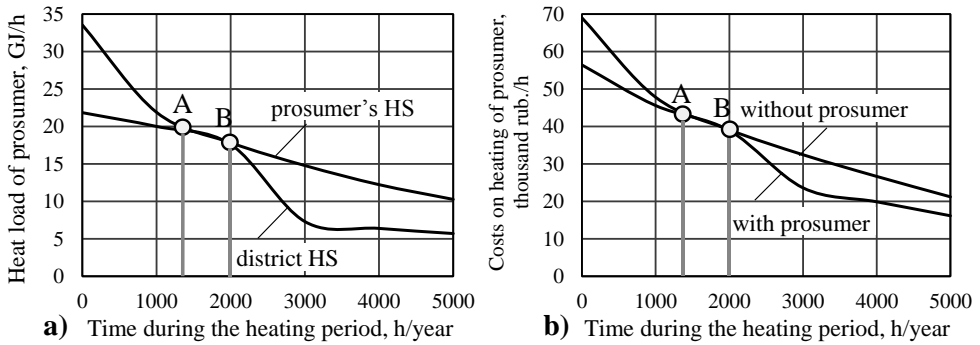 Heat load of prosumer, GJ/h
40
35
30
25
20
15
10
5
0
A
B
prosumer's HS
district HS
0 1000 2000 3000 4000 5000
a) Time during the heating period, h/year
Costs on heating of prosumer,
thousand rub./h
70
60
50
40
30
20
10
0
A
B
without prosumer
with prosumer
0 1000 2000 3000 4000 5000
b) Time during the heating period, h/year